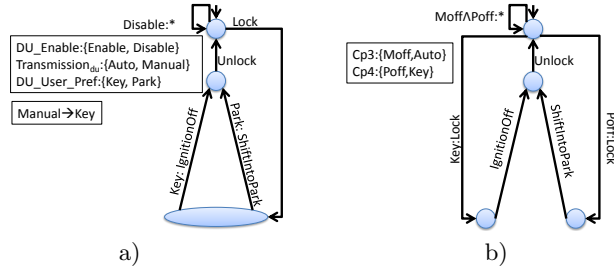 Disable:*
Lock
DU_Enable:{Enable, Disable}
Transmission_du:{Auto, Manual}
DU_User_Pref:{Key, Park}
Unlock
Manual→Key
Key: IgnitionOff
Park: ShiftIntoPark
a)
MoffΛPoff:*
Cp3:{Moff,Auto}
Cp4:{Poff,Key}
Unlock
Key:Lock
IgnitionOff
ShiftIntoPark
Poff:Lock
b)